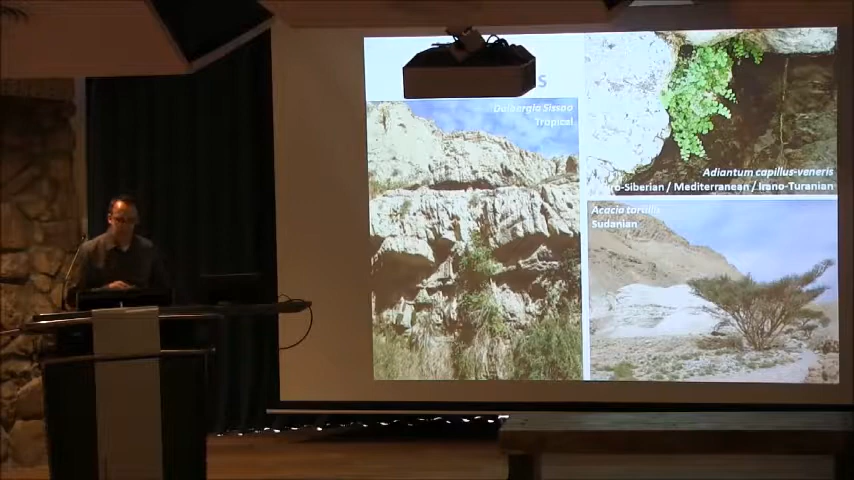 S
Dalbergia Sissoo
Tropical
Adiantum capillus-veneris
-Siberian / Mediterranean / Irano-Turanian
Acacia tortilis
Sudanian